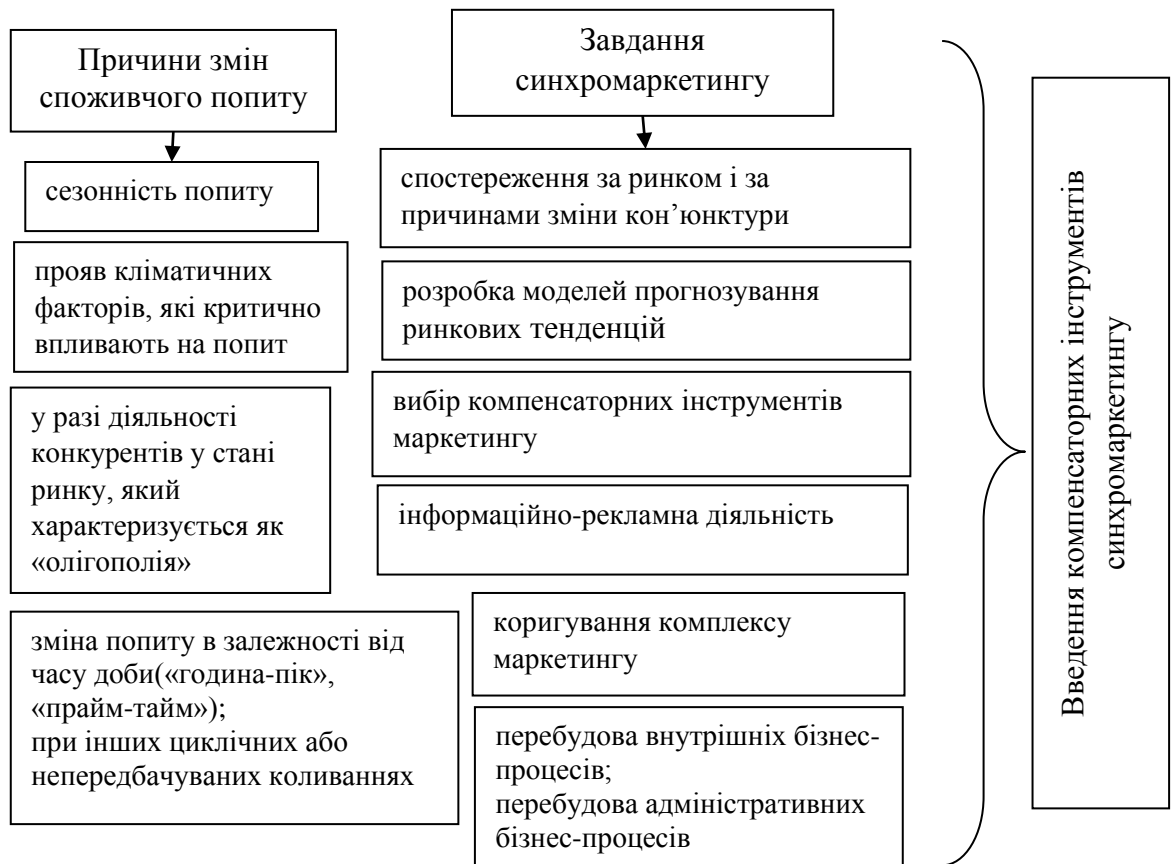 Причини змін
споживчого попиту
сезонність попиту
прояв кліматичних
факторів, які критично
впливають на попит
у разі діяльності
конкурентів у стані
ринку, який
характеризується як
«олігополія»
зміна попиту в залежності від
часу доби(«година-пік»,
«прайм-тайм»);
при інших циклічних або
непередбачуваних коливаннях
Завдання
синхромаркетингу
спостереження за ринком і за
причинами зміни кон’юнктури
розробка моделей прогнозування
ринкових тенденцій
вибір компенсаторних інструментів
маркетингу
інформаційно-рекламна діяльність
коригування комплексу
маркетингу
перебудова внутрішніх бізнес-
процесів;
перебудова адміністративних
бізнес-процесів
Введення компенсаторних інструментів
синхромаркетингу